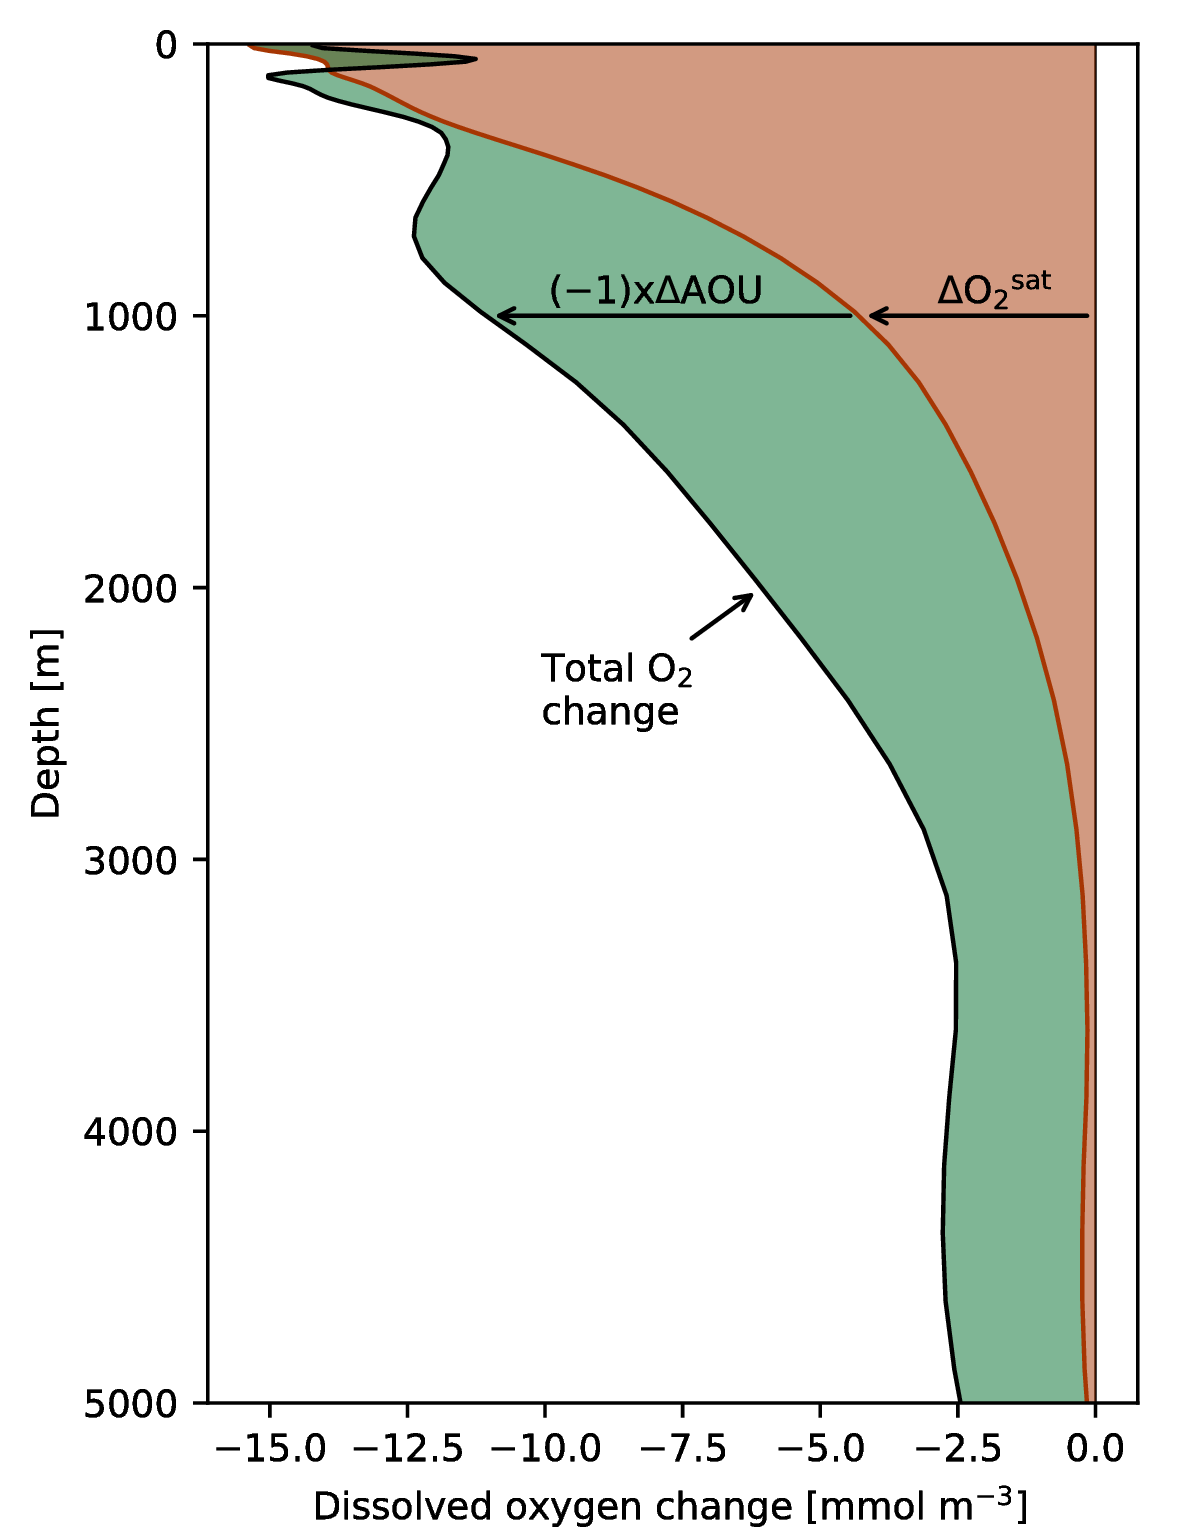 0
1000
2000
3000
4000
5000
Depth [m]
(−1)xΔAOU
ΔO₂ˢᵃᵗ
Total O₂
change
−15.0 −12.5 −10.0 −7.5 −5.0 −2.5 0.0
Dissolved oxygen change [mmol m⁻³]